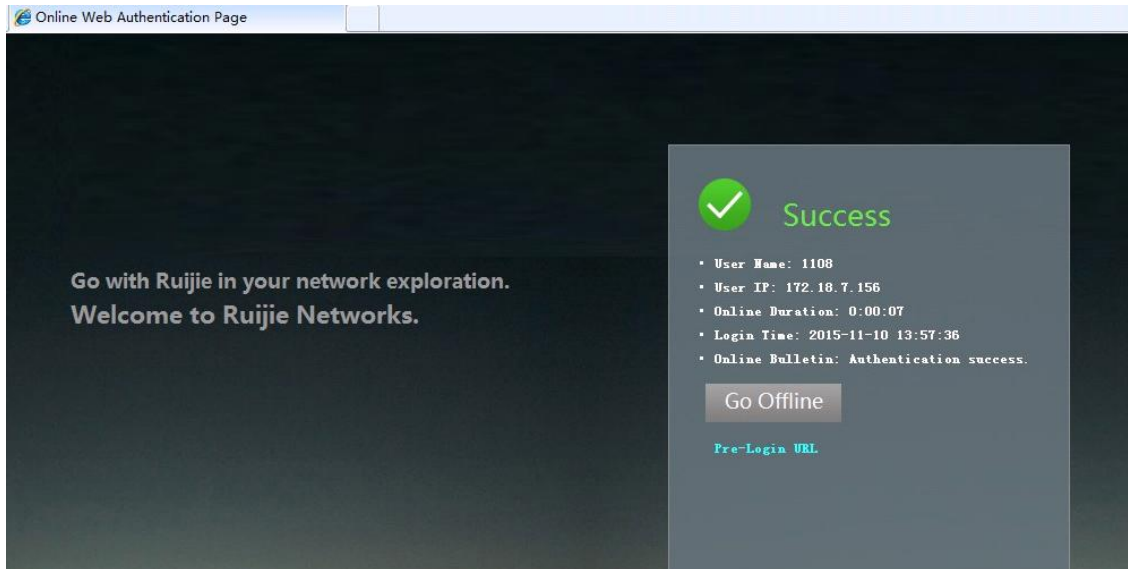 Online Web Authentication Page
Go with Ruijie in your network exploration.
Welcome to Ruijie Networks.
Success
• User Name: 1108
• User IP: 172.18.7.156
• Online Duration: 0:00:07
• Login Time: 2015-11-10 13:57:36
• Online Bulletin: Authentication success.
Go Offline
Pre-Login URL